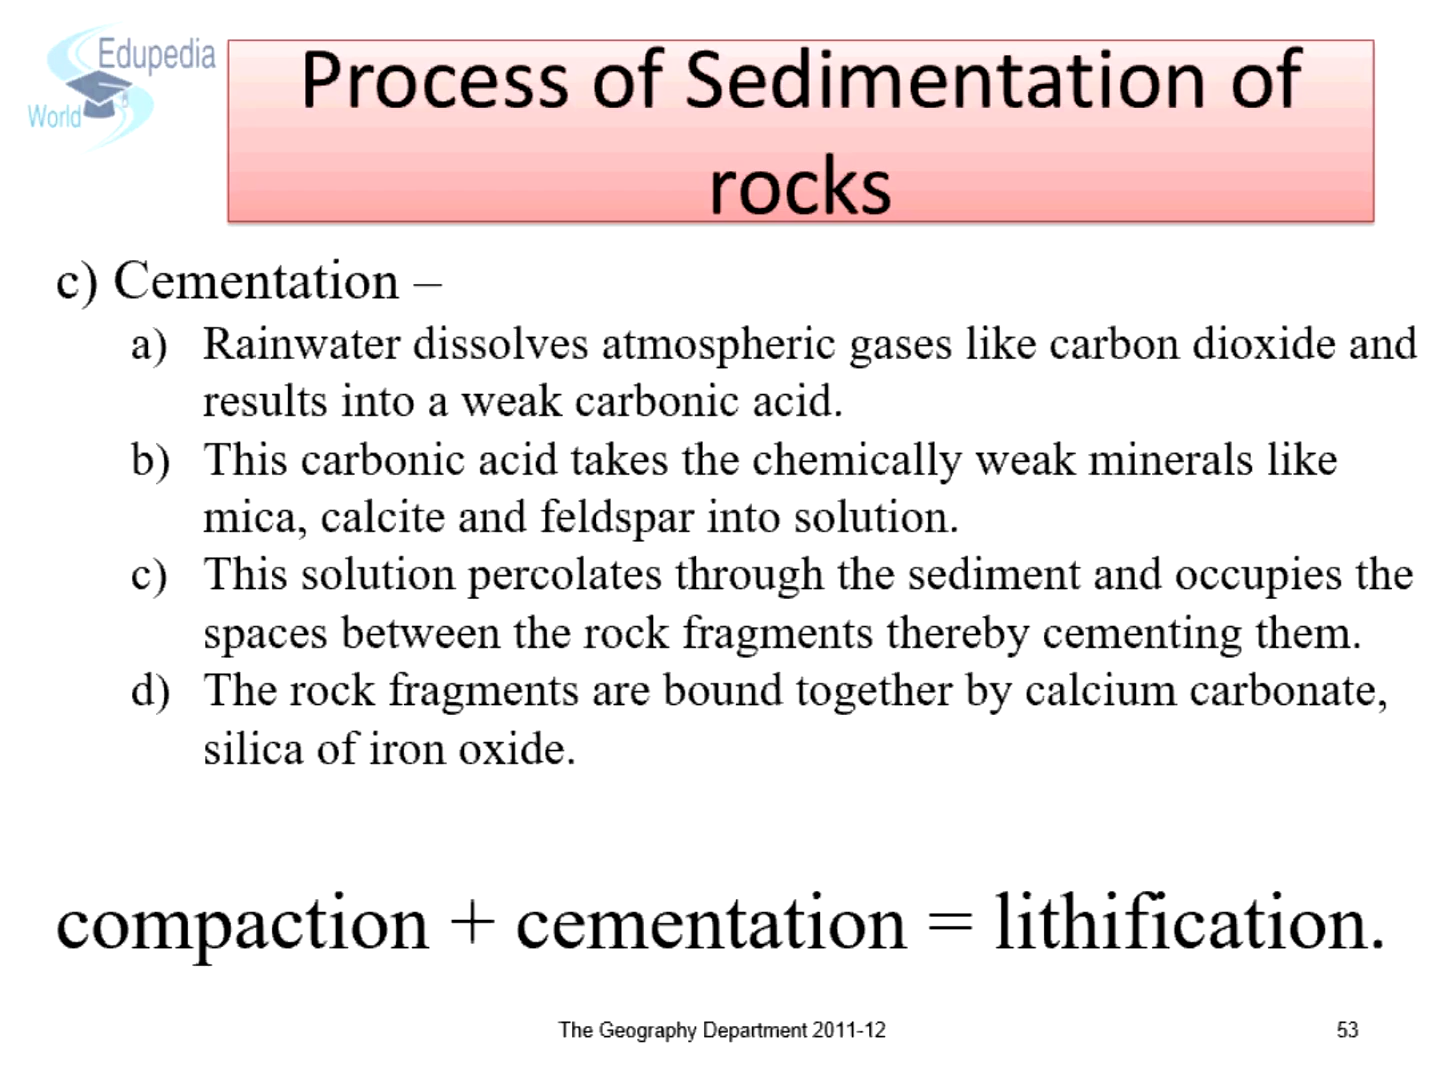 Edupedia
World
Process of Sedimentation of
rocks
c) Cementation –
a) Rainwater dissolves atmospheric gases like carbon dioxide and
results into a weak carbonic acid.
b) This carbonic acid takes the chemically weak minerals like
mica, calcite and feldspar into solution.
c) This solution percolates through the sediment and occupies the
spaces between the rock fragments thereby cementing them.
d) The rock fragments are bound together by calcium carbonate,
silica of iron oxide.
compaction + cementation = lithification.
The Geography Department 2011-12
53